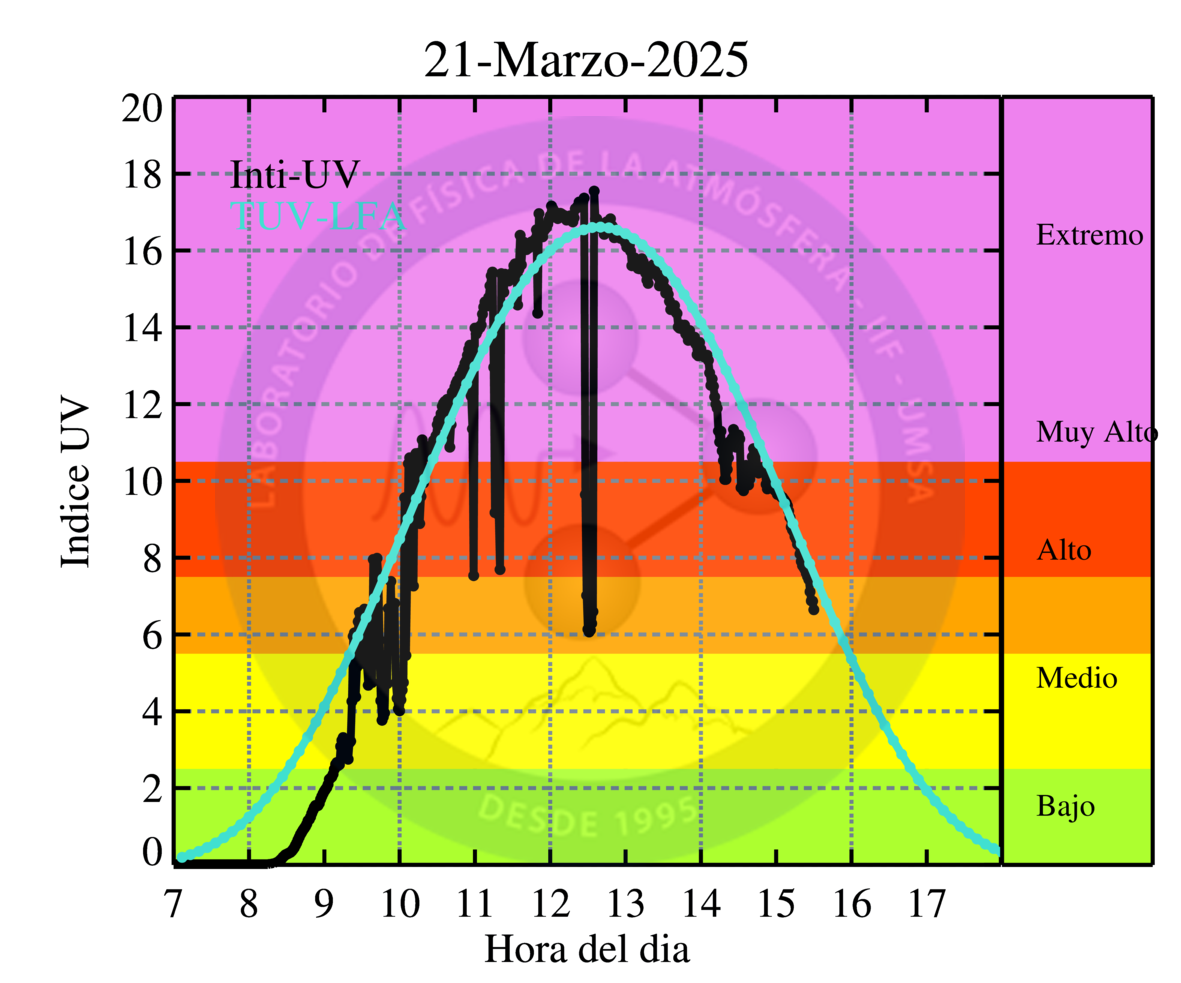 21-Marzo-2025
Inti-UV
TUV-LFA
LABORATORIO DE FÍSICA DE LA ATMÓSFERA - IIF - UMSA
DESDE 1995
Indice UV
20
18
16
14
12
10
8
6
4
2
0
Extremo
Muy Alto
Alto
Medio
Bajo
7 8 9 10 11 12 13 14 15 16 17
Hora del dia